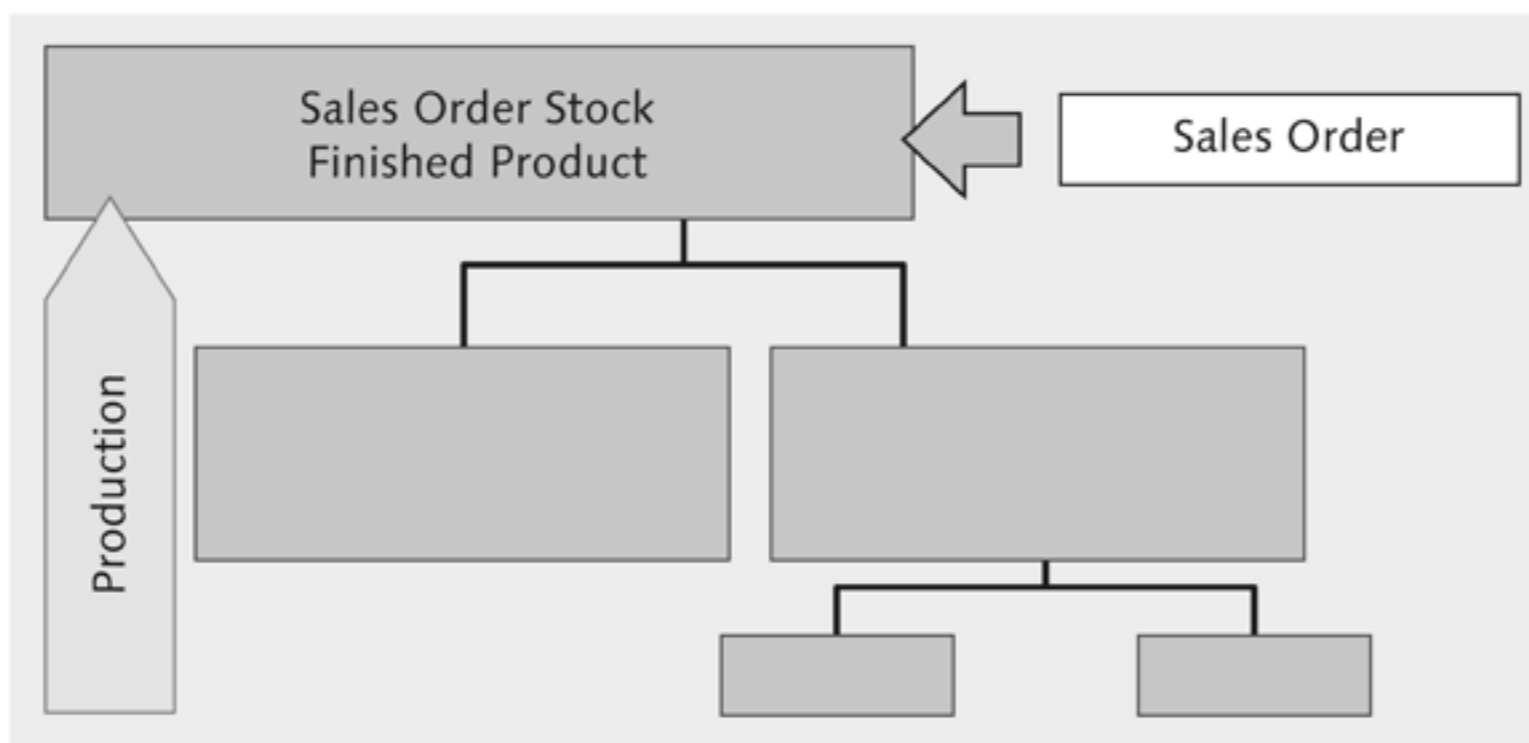 Sales Order Stock
Finished Product
Sales Order
Production